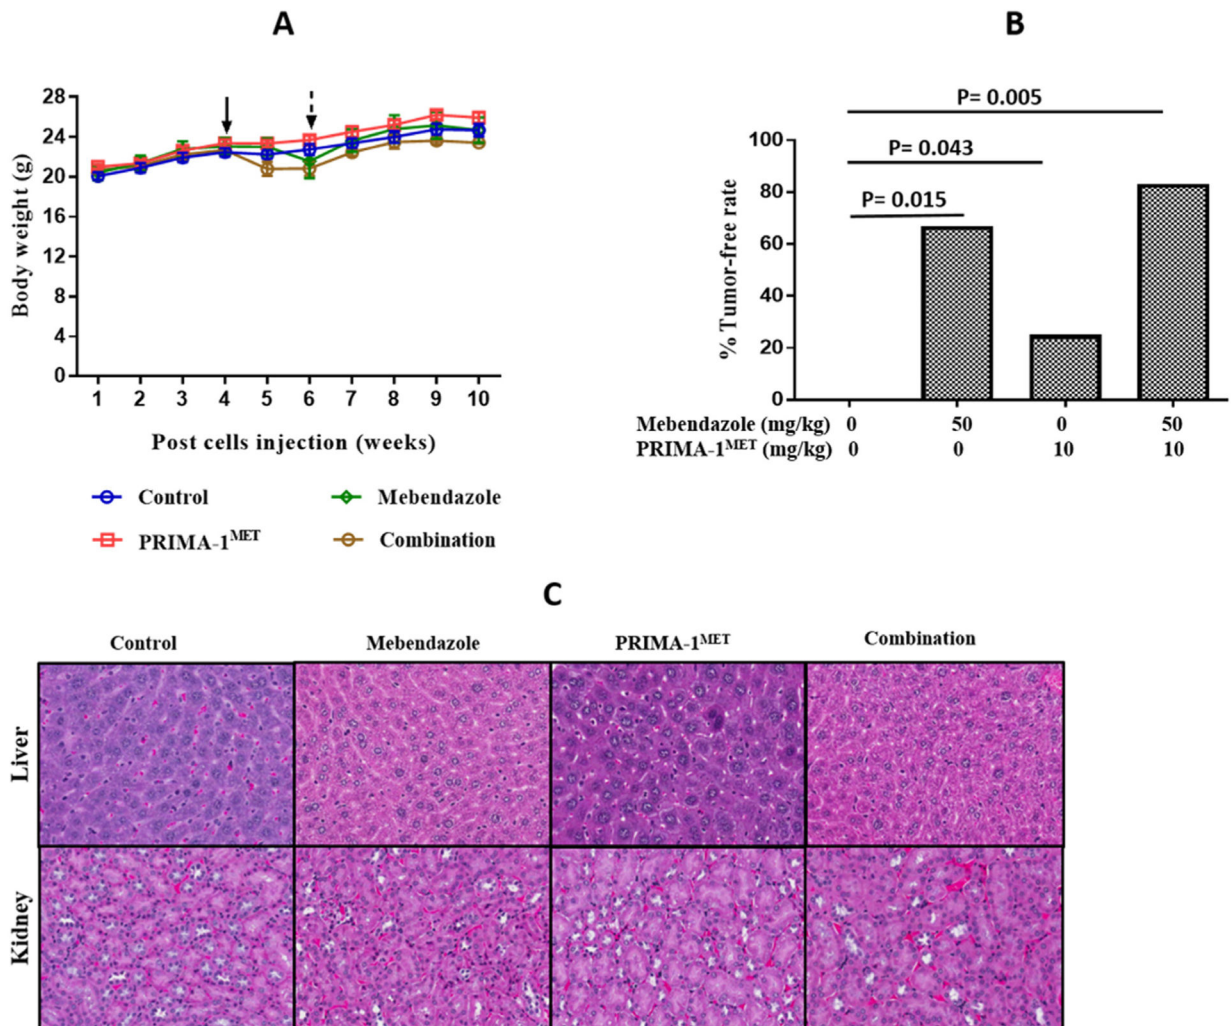 A
B
28
24
20
16
12
8
4
0
Body weight (g)
1 2 3 4 5 6 7 8 9 10
Post cells injection (weeks)
Control
Mebendazole
PRIMA-1MET
Combination
P= 0.005
P= 0.043
P= 0.015
100
80
60
40
20
0
% Tumor-free rate
Mebendazole (mg/kg) 0 50 0 50
PRIMA-1MET (mg/kg) 0 0 10 10
C
Control Mebendazole PRIMA-1MET Combination
Liver
Kidney